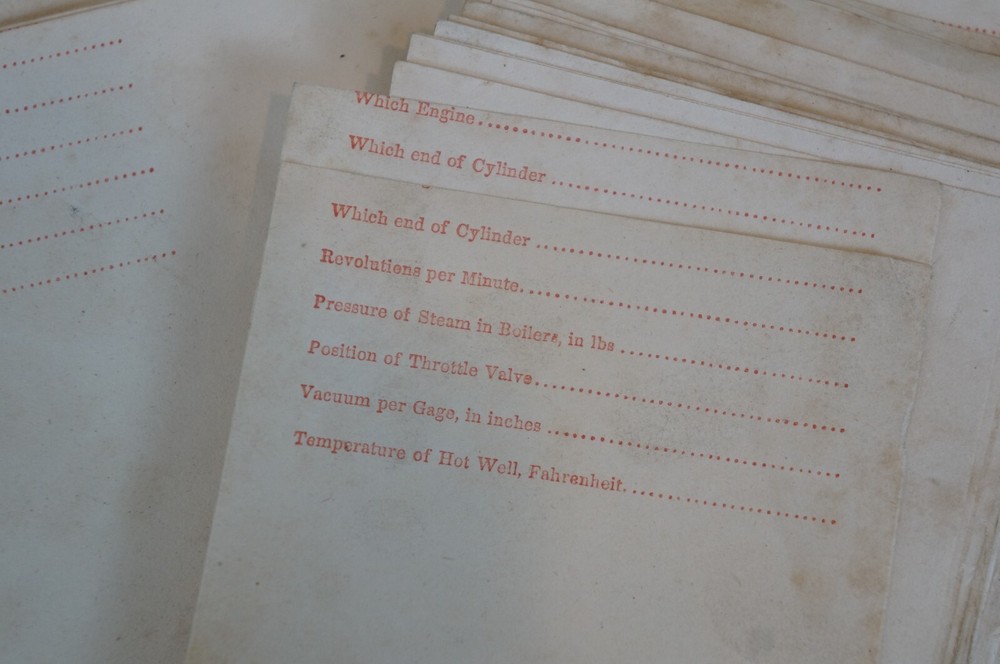 Which Engine..............................
Which end of Cylinder..............................
Which end of Cylinder..............................
Revolutions per Minute..............................
Pressure of Steam in Boilers, in lbs..............................
Position of Throttle Valve..............................
Vacuum per Gage, in inches..............................
Temperature of Hot Well, Fahrenheit..............................